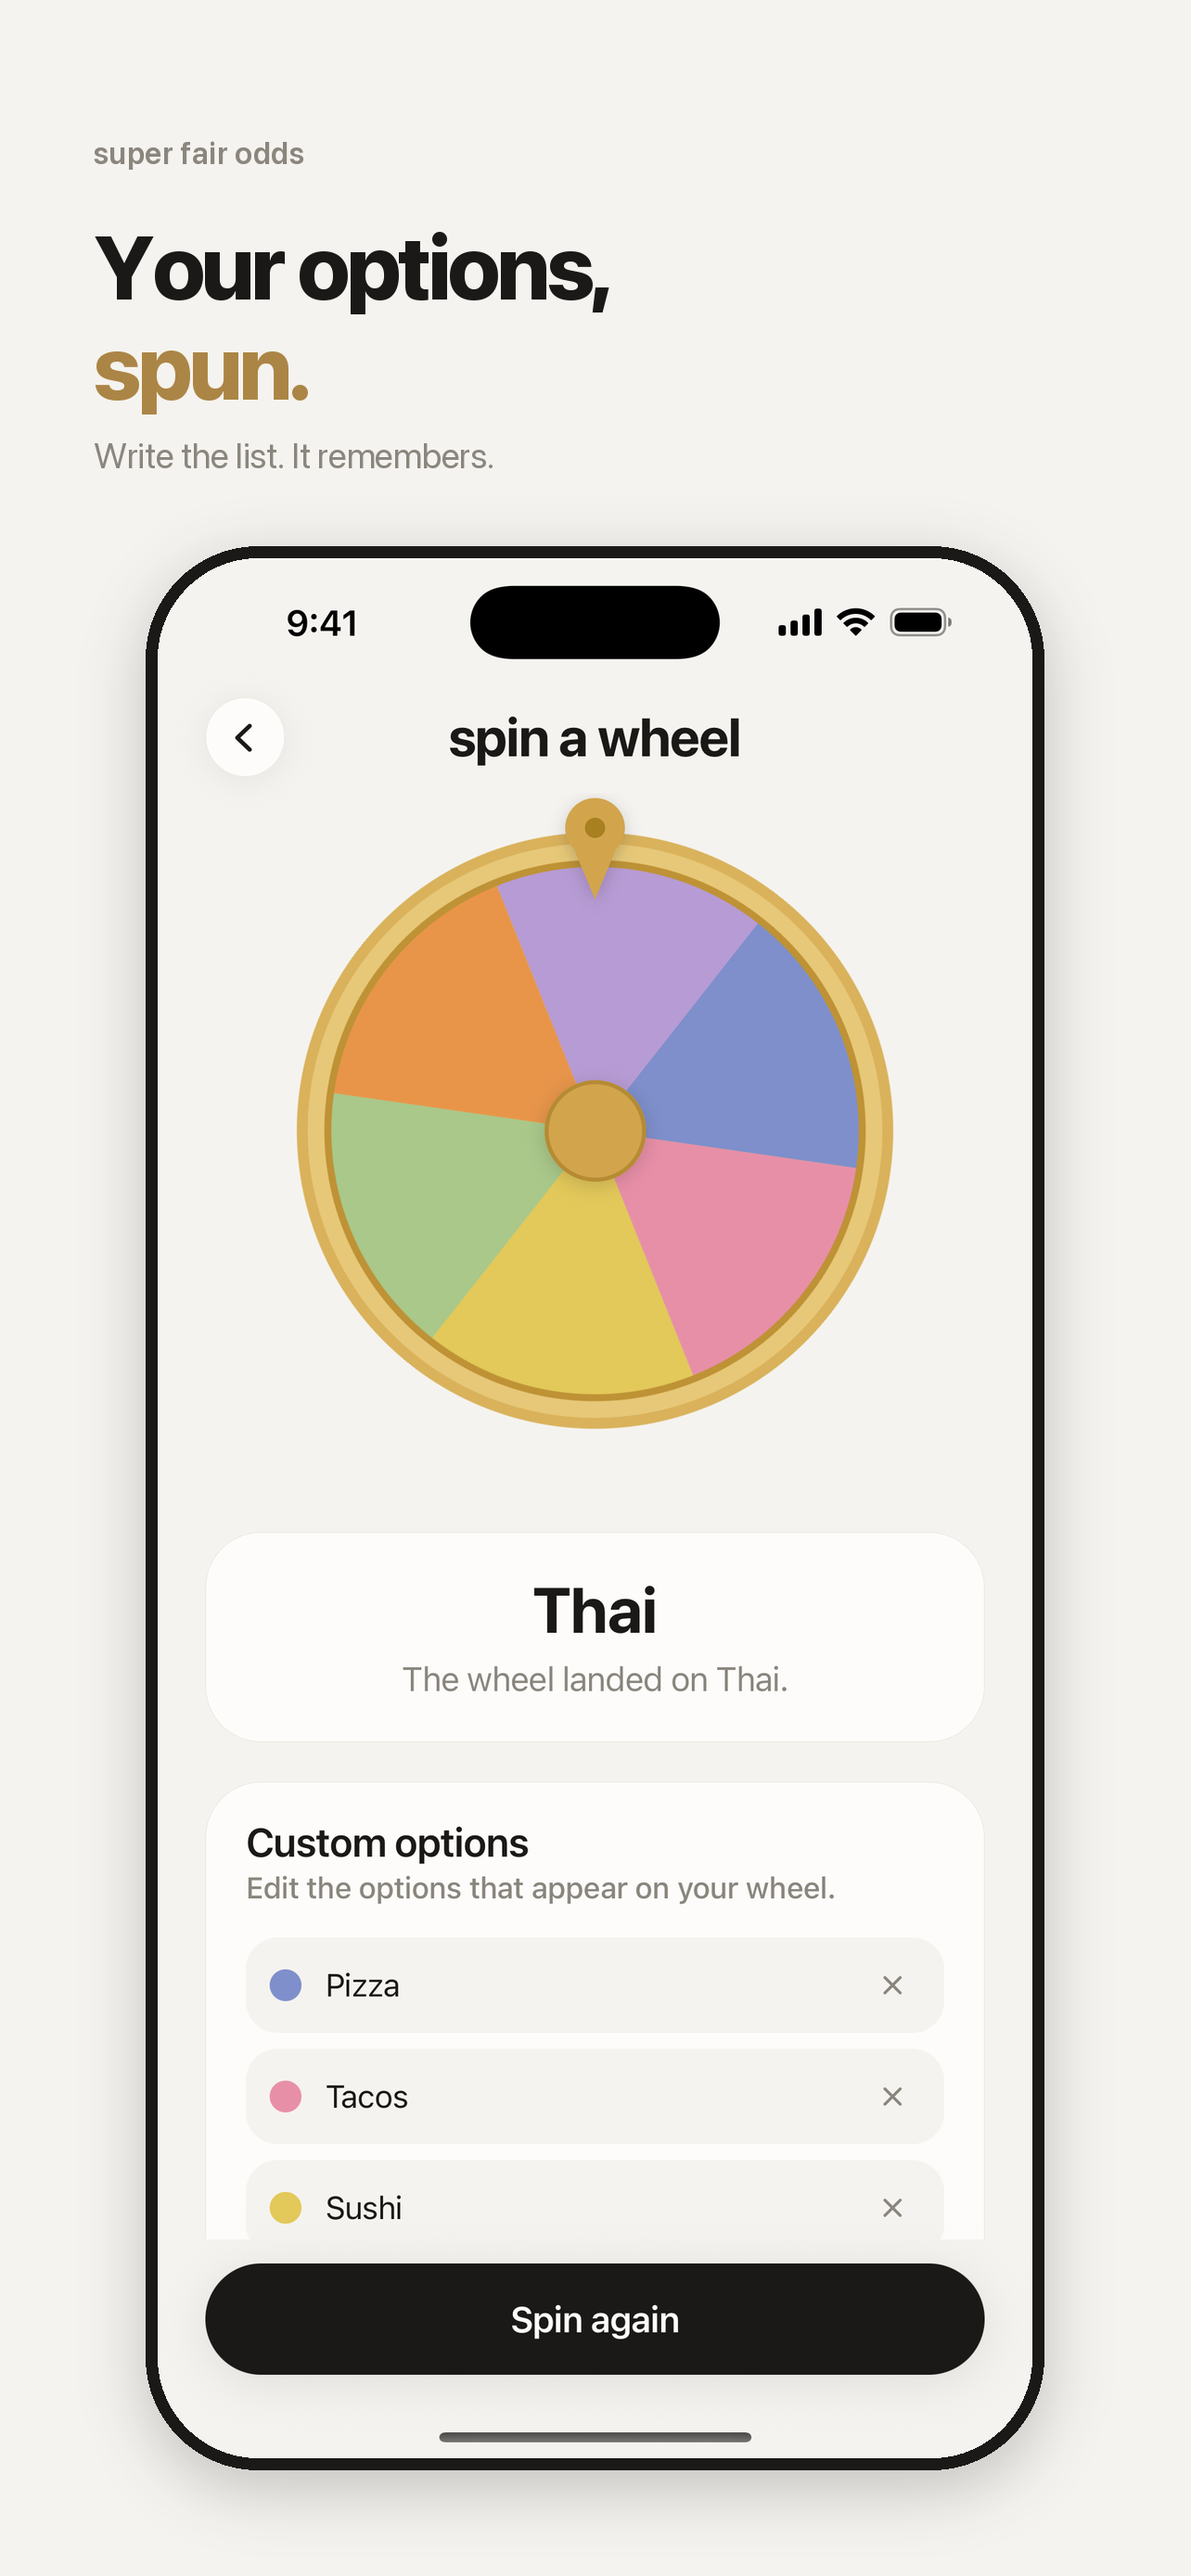 super fair odds
Your options,
spun.
Write the list. It remembers.
9:41
spin a wheel
Thai
The wheel landed on Thai.
Custom options
Edit the options that appear on your wheel.
Pizza
Tacos
Sushi
Spin again